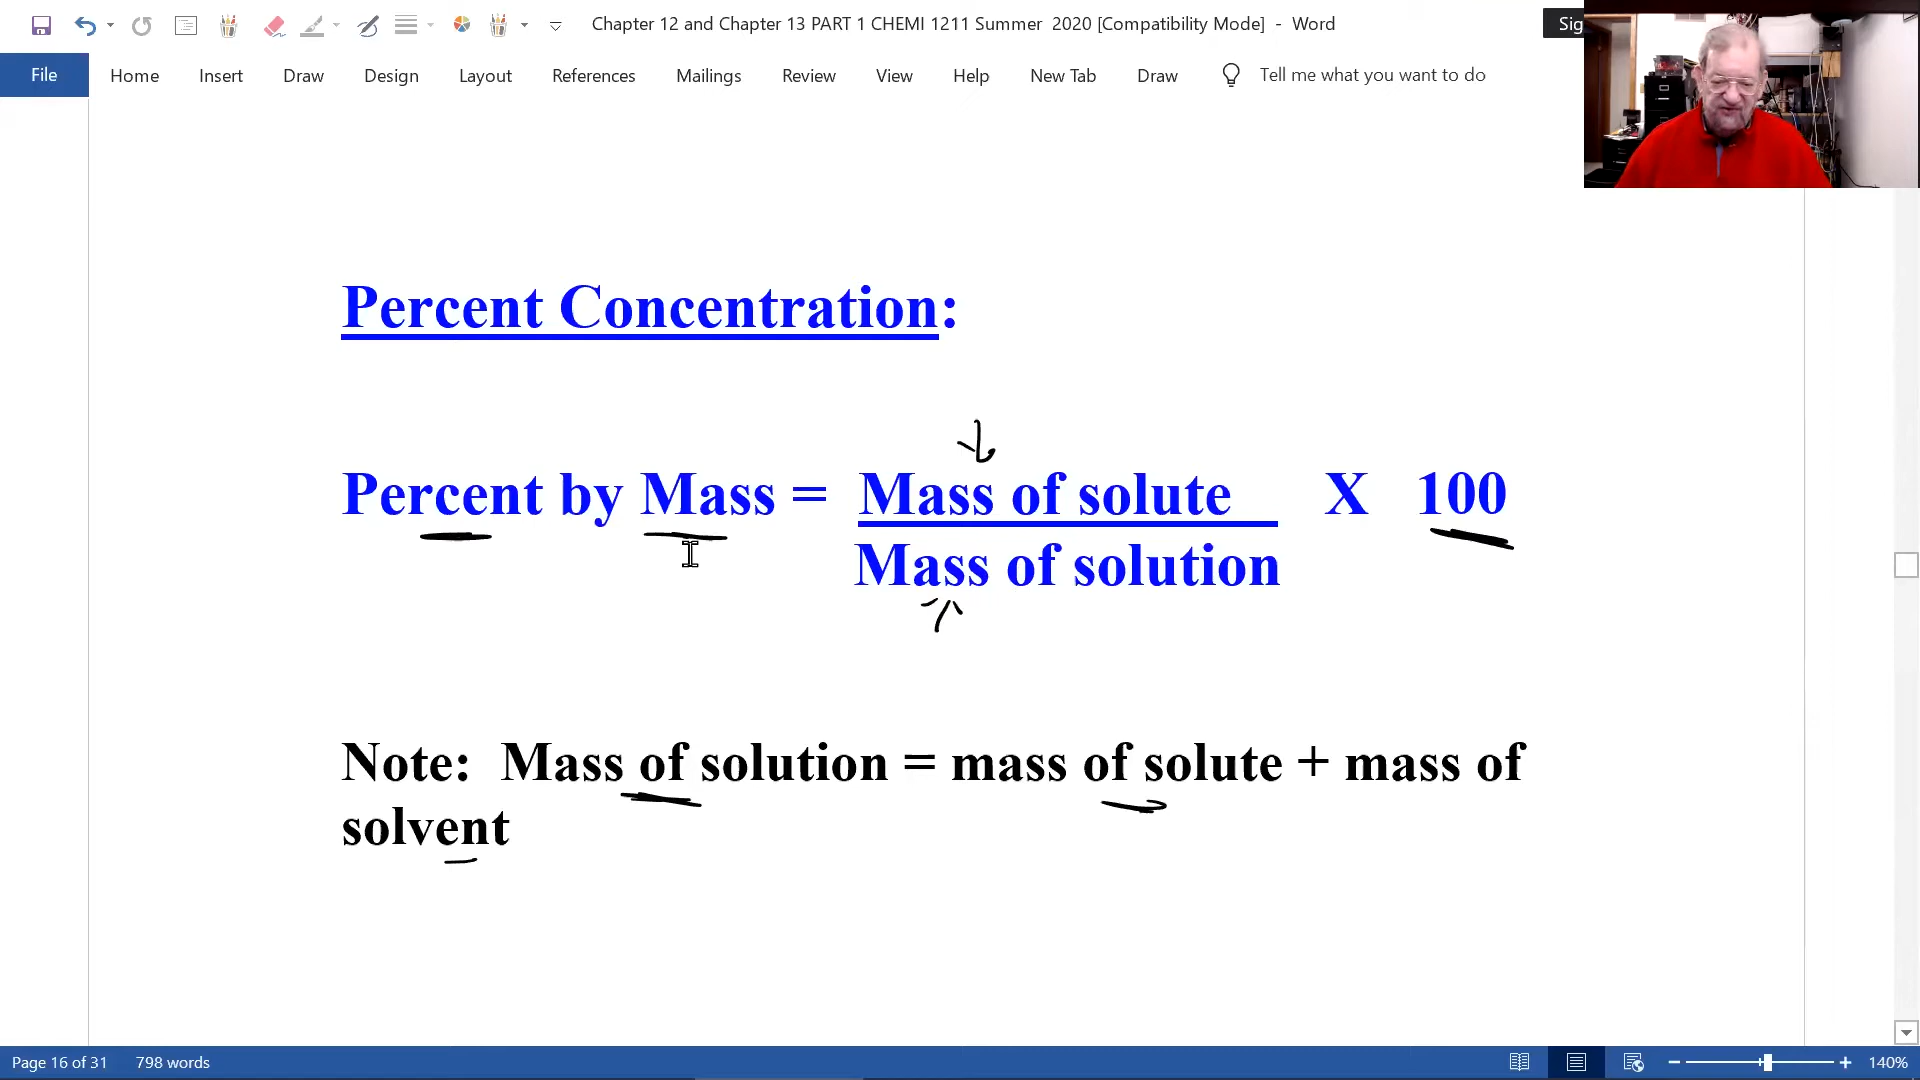 Chapter 12 and Chapter 13 PART 1 CHEMI 1211 Summer 2020 [Compatibility Mode] - Word
Sig
File Home Insert Draw Design Layout References Mailings Review View Help New Tab Draw Tell me what you want to do
Percent Concentration:
Percent by Mass = Mass of solute X 100
Mass of solution
Note: Mass of solution = mass of solute + mass of
solvent
Page 16 of 31 798 words 140%